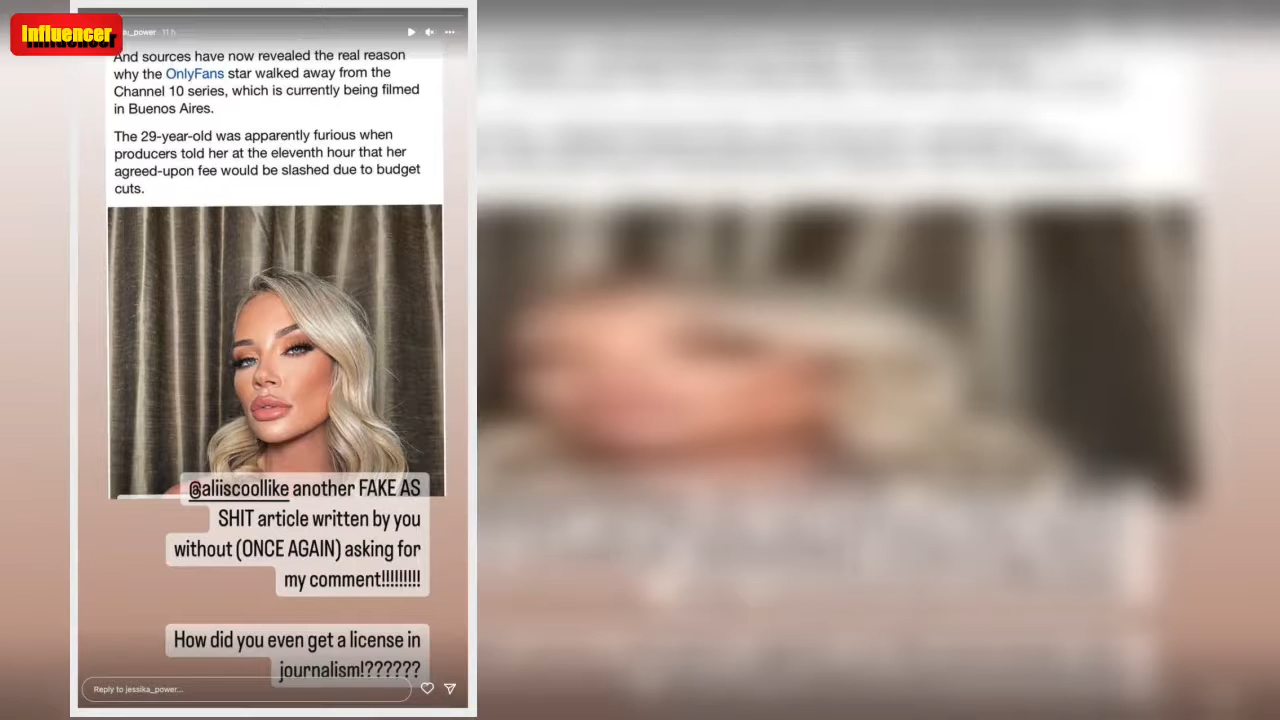 Influencer
_power 11 h
And sources have now revealed the real reason
why the OnlyFans star walked away from the
Channel 10 series, which is currently being filmed
in Buenos Aires.
The 29-year-old was apparently furious when
producers told her at the eleventh hour that her
agreed-upon fee would be slashed due to budget
cuts.
@aliiscoollike another FAKE AS
SHIT article written by you
without (ONCE AGAIN) asking for
my comment!!!!!!!!!
How did you even get a license in
journalism!??????
Reply to jessika_power...